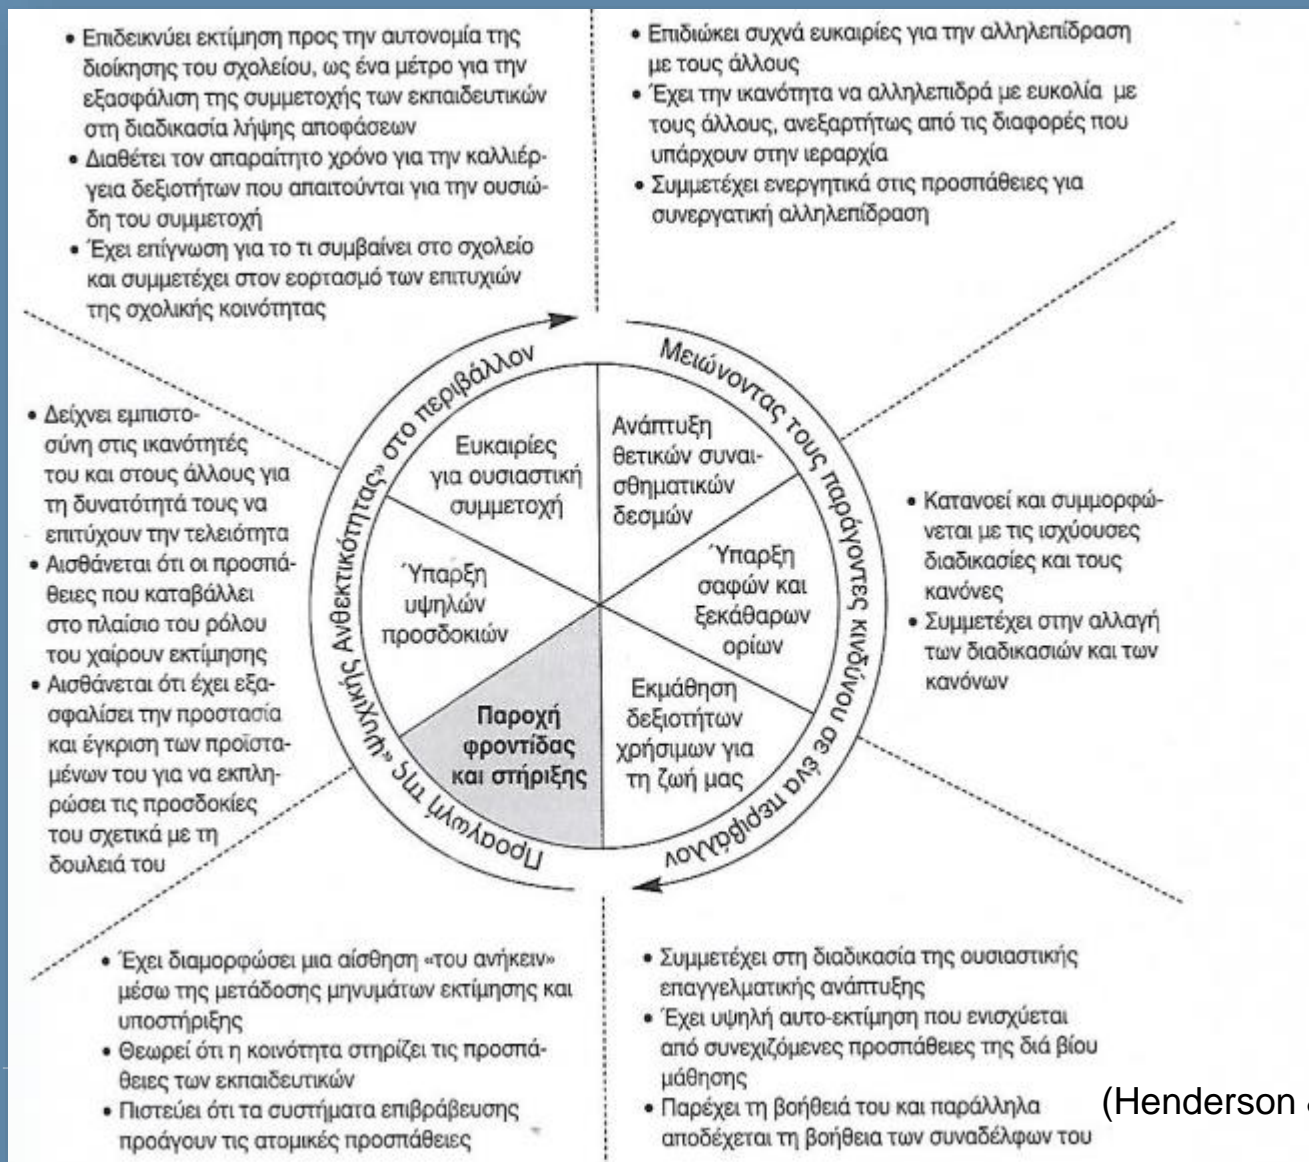 • Επιδεικνύει εκτίμηση προς την αυτονομία της
διοίκησης του σχολείου, ως ένα μέτρο για την
εξασφάλιση της συμμετοχής των εκπαιδευτικών
στη διαδικασία λήψης αποφάσεων
• Διαθέτει τον απαραίτητο χρόνο για την καλλιέρ-
γεια δεξιοτήτων που απαιτούνται για την ουσιώ-
δη του συμμετοχή
• Έχει επίγνωση για το τι συμβαίνει στο σχολείο
και συμμετέχει στον εορτασμό των επιτυχιών
της σχολικής κοινότητας
• Επιδιώκει συχνά ευκαιρίες για την αλληλεπίδραση
με τους άλλους
• Έχει την ικανότητα να αλληλεπιδρά με ευκολία με
τους άλλους, ανεξαρτήτως από τις διαφορές που
υπάρχουν στην ιεραρχία
• Συμμετέχει ενεργητικά στις προσπάθειες για
συνεργατική αλληλεπίδραση
Προαγωγή της «Ψυχικής Ανθεκτικότητας» στο περιβάλλον
Μειώνοντας τους παράγοντες κινδύνου σε ένα περιβάλλον
Ευκαιρίες
για ουσιαστική
συμμετοχή
Ανάπτυξη
θετικών συναι-
σθηματικών
δεσμών
Ύπαρξη
υψηλών
προσδοκιών
Ύπαρξη
σαφών και
ξεκάθαρων
ορίων
Παροχή
φροντίδας
και στήριξης
Εκμάθηση
δεξιοτήτων
χρήσιμων για
τη ζωή μας
• Δείχνει εμπιστο-
σύνη στις ικανότητές
του και στους άλλους για
τη δυνατότητά τους να
επιτύχουν την τελειότητα
• Αισθάνεται ότι οι προσπά-
θειες που καταβάλλει
στο πλαίσιο του ρόλου
του χαίρουν εκτίμησης
• Αισθάνεται ότι έχει εξα-
σφαλίσει την προστασία
και έγκριση των προϊστα-
μένων του για να εκπλη-
ρώσει τις προσδοκίες
του σχετικά με τη
δουλειά του
• Κατανοεί και συμμορφώ-
νεται με τις ισχύουσες
διαδικασίες και τους
κανόνες
• Συμμετέχει στην αλλαγή
των διαδικασιών και των
κανόνων
• Έχει διαμορφώσει μια αίσθηση «του ανήκειν»
μέσω της μετάδοσης μηνυμάτων εκτίμησης και
υποστήριξης
• Θεωρεί ότι η κοινότητα στηρίζει τις προσπά-
θειες των εκπαιδευτικών
• Πιστεύει ότι τα συστήματα επιβράβευσης
προάγουν τις ατομικές προσπάθειες
• Συμμετέχει στη διαδικασία της ουσιαστικής
επαγγελματικής ανάπτυξης
• Έχει υψηλή αυτο-εκτίμηση που ενισχύεται
από συνεχιζόμενες προσπάθειες της διά βίου
μάθησης
• Παρέχει τη βοήθειά του και παράλληλα
αποδέχεται τη βοήθεια των συναδέλφων του
(Henderson